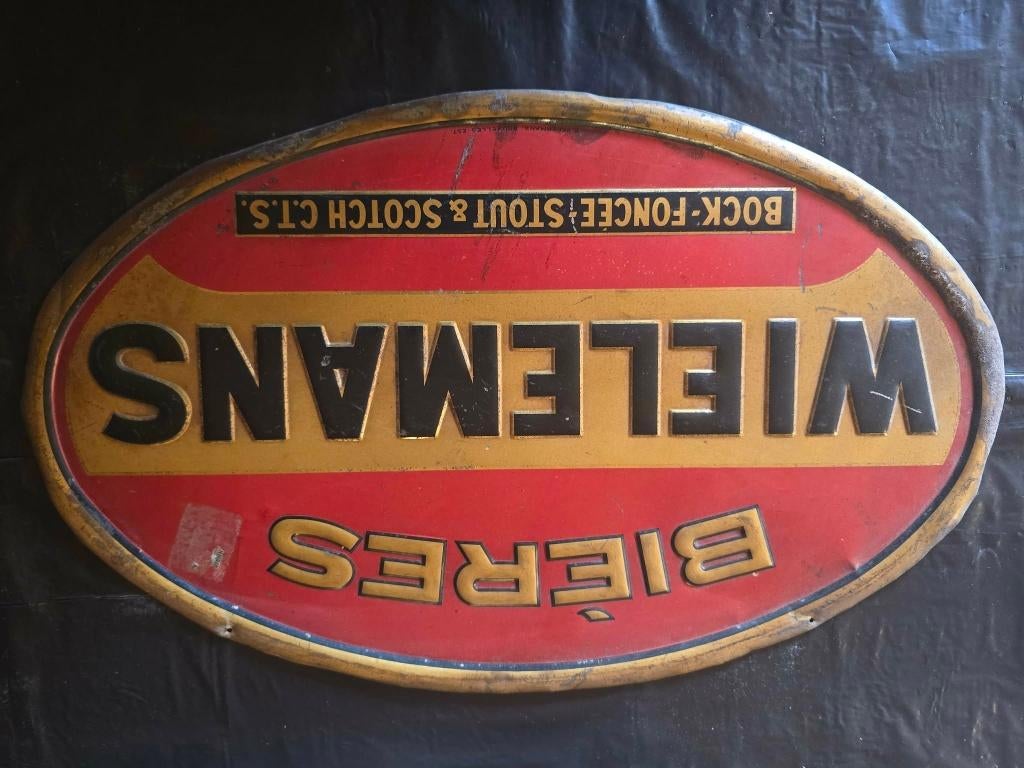 BIÈRES
WIELEMANS
BOCK-FONCÉE-STOUT & SCOTCH C.T.S.